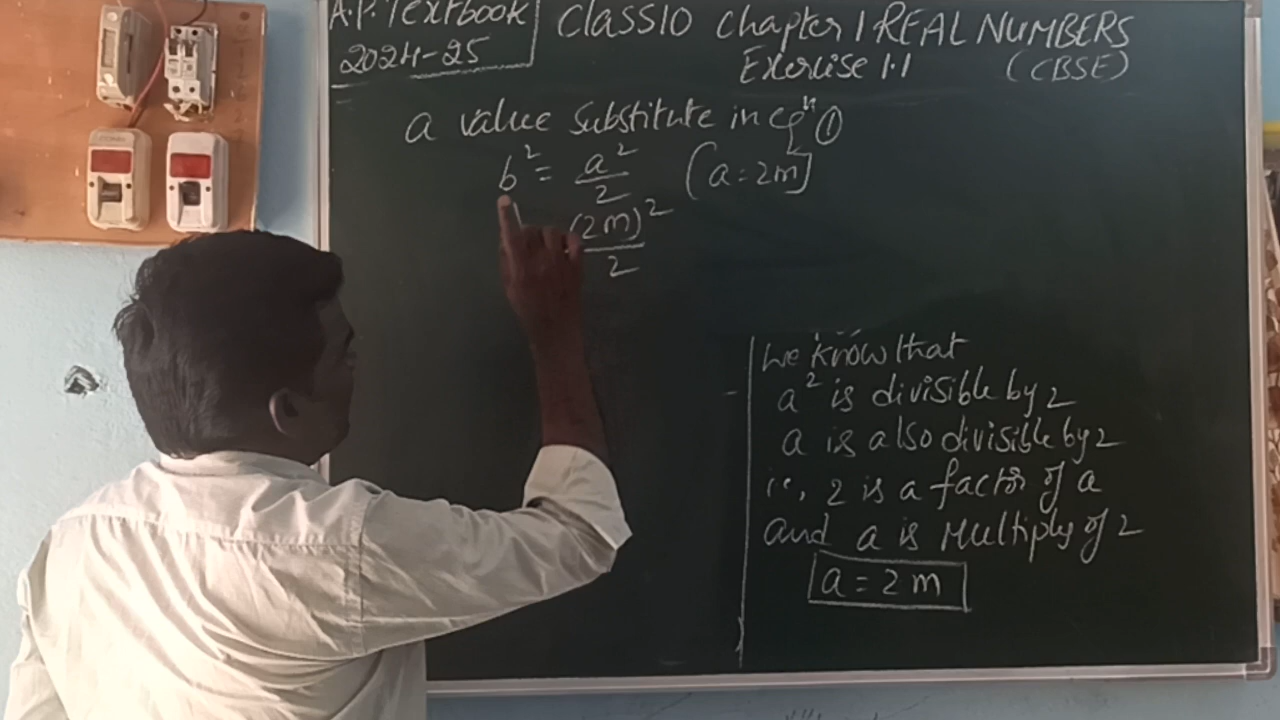 A.P. Textbook
2024-25
Class 10 Chapter 1 REAL NUMBERS
Exercise 1.1 (CBSE)
a value substitute in eqⁿ ①
b² = a²/2 (a = 2m]
(2m)²/2
We know that
a² is divisible by 2
a is also divisible by 2
i.e., 2 is a factor of a
and a is Multiply of 2
a = 2m